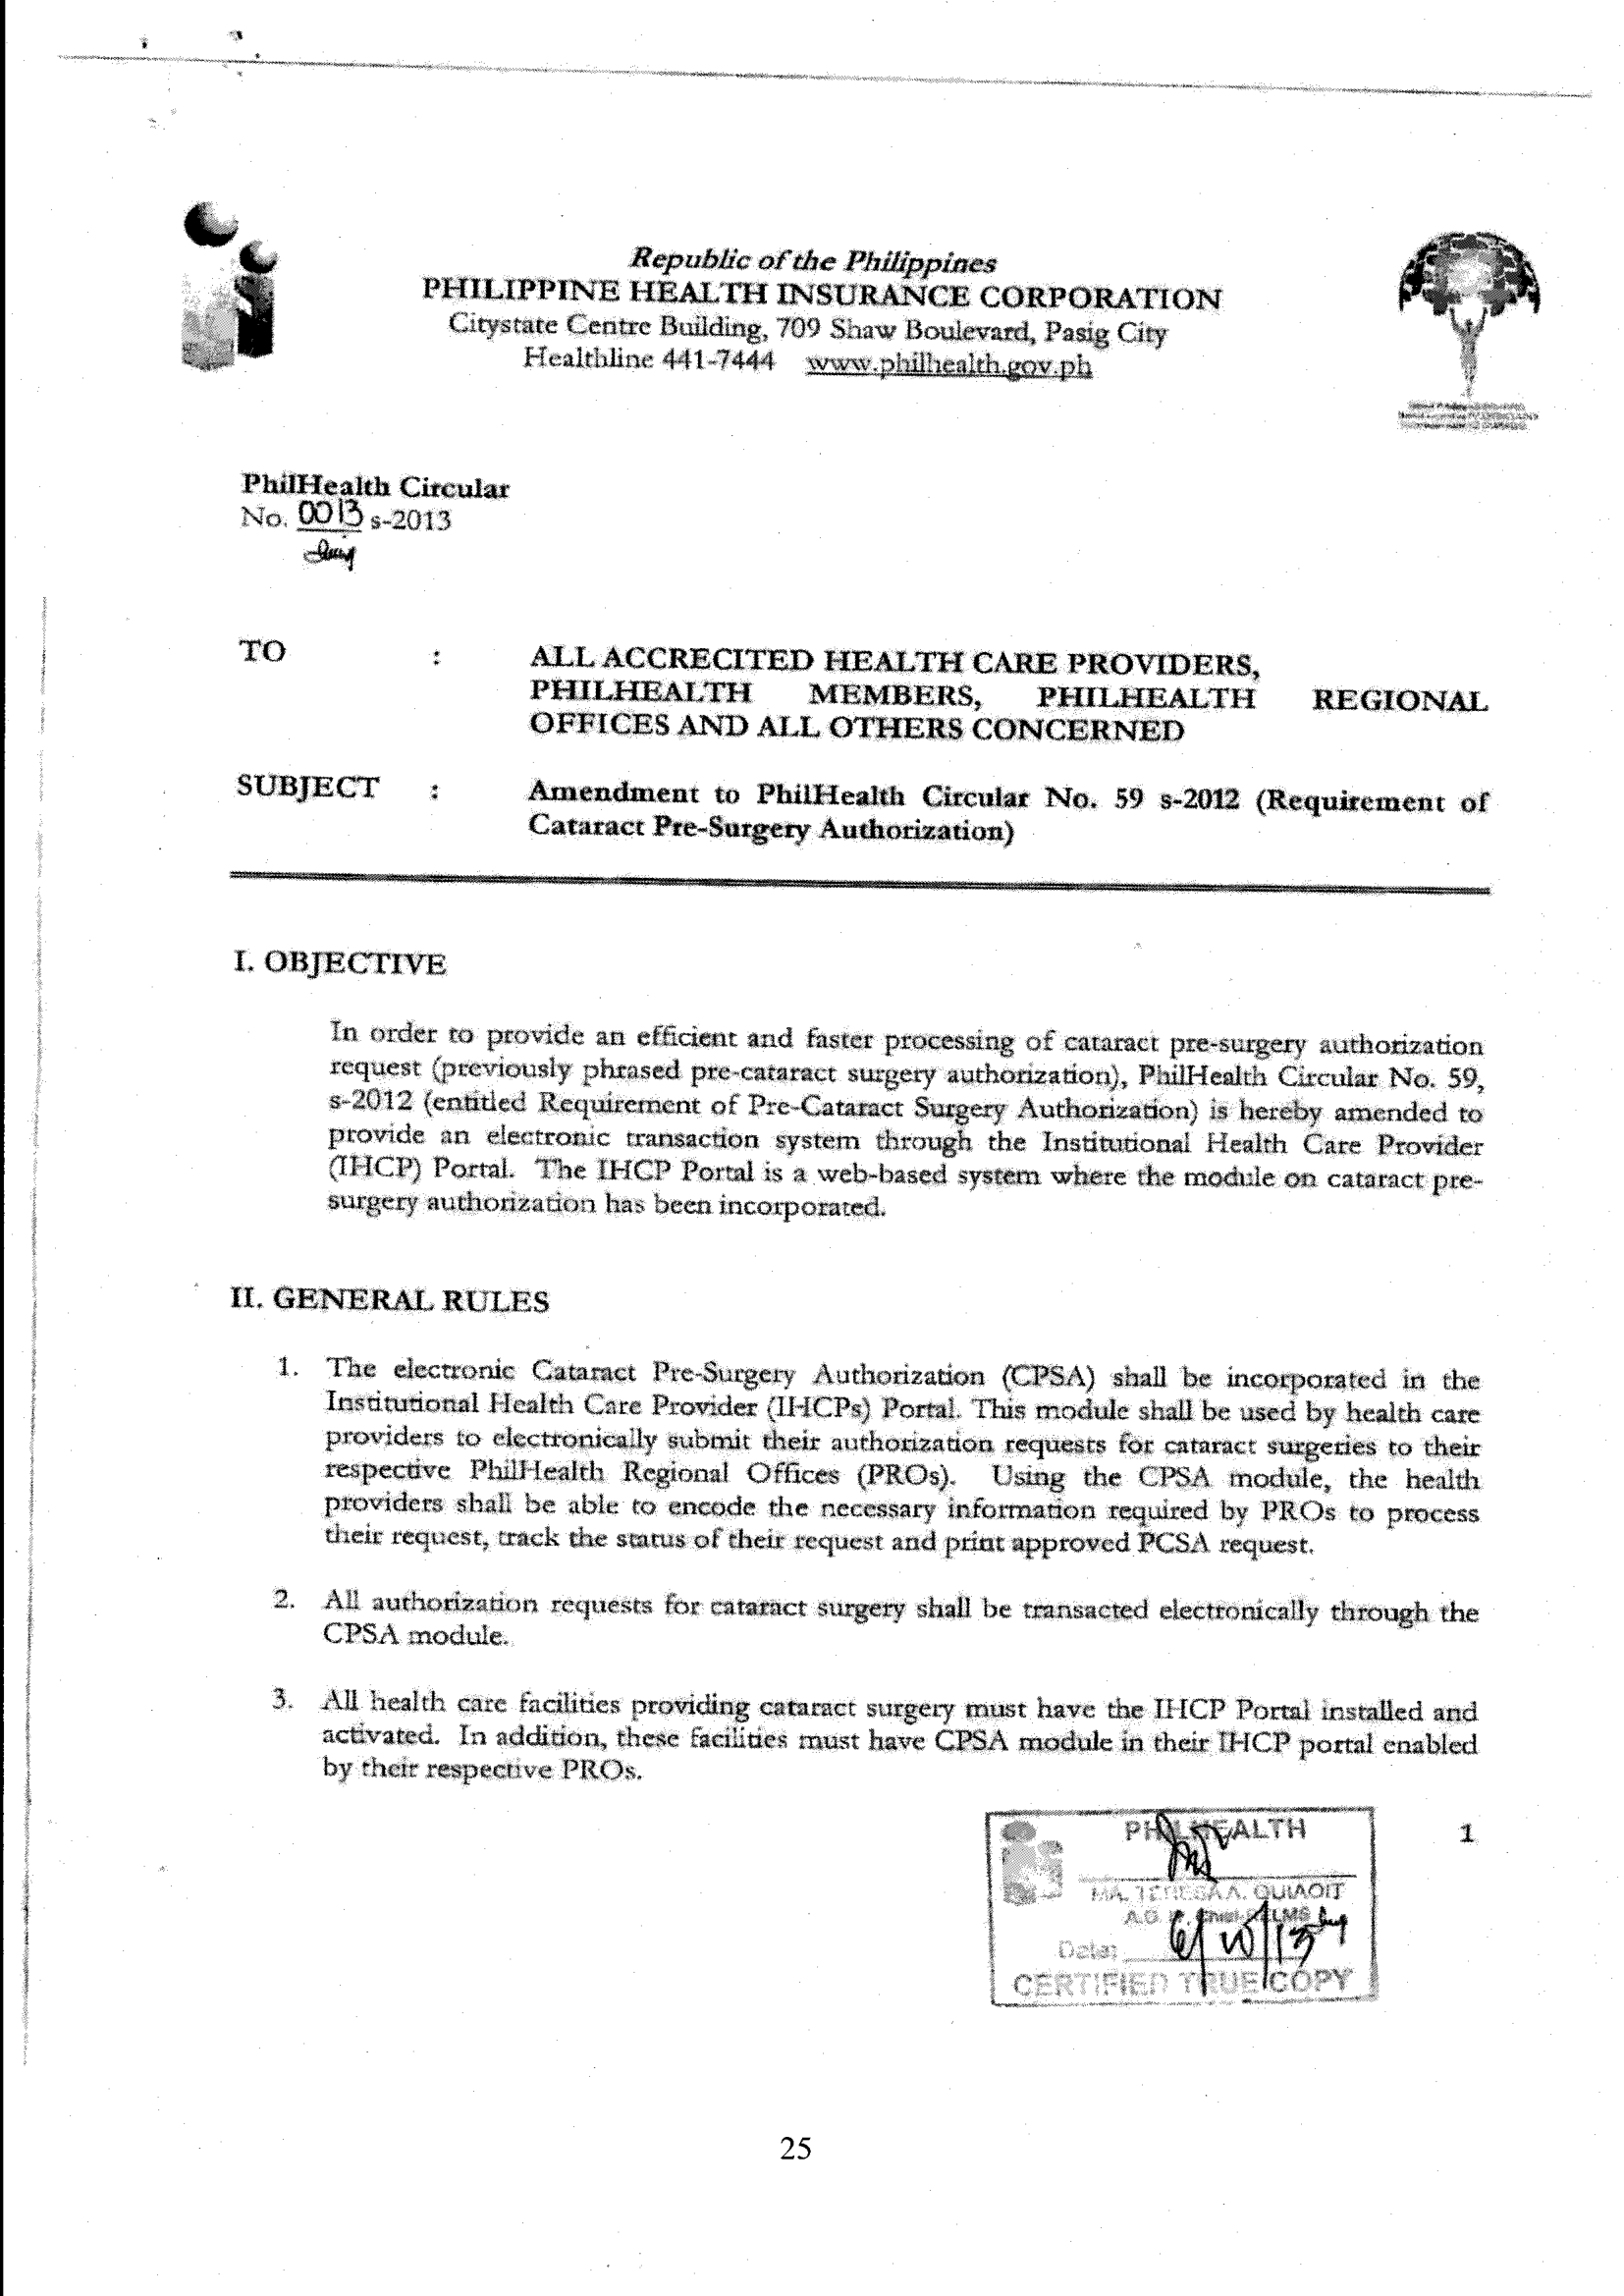 Republic of the Philippines
PHILIPPINE HEALTH INSURANCE CORPORATION
Citystate Centre Building, 709 Shaw Boulevard, Pasig City
Healthline 441-7444 www.philhealth.gov.ph
PhilHealth Circular
No. 0013 s-2013
TO : ALL ACCRECITED HEALTH CARE PROVIDERS,
PHILHEALTH MEMBERS, PHILHEALTH REGIONAL
OFFICES AND ALL OTHERS CONCERNED
SUBJECT : Amendment to PhilHealth Circular No. 59 s-2012 (Requirement of
Cataract Pre-Surgery Authorization)
I. OBJECTIVE
In order to provide an efficient and faster processing of cataract pre-surgery authorization
request (previously phrased pre-cataract surgery authorization), PhilHealth Circular No. 59,
s-2012 (entitled Requirement of Pre-Cataract Surgery Authorization) is hereby amended to
provide an electronic transaction system through the Institutional Health Care Provider
(IHCP) Portal. The IHCP Portal is a web-based system where the module on cataract pre-
surgery authorization has been incorporated.
II. GENERAL RULES
1. The electronic Cataract Pre-Surgery Authorization (CPSA) shall be incorporated in the
Institutional Health Care Provider (IHCPs) Portal. This module shall be used by health care
providers to electronically submit their authorization requests for cataract surgeries to their
respective PhilHealth Regional Offices (PROs). Using the CPSA module, the health
providers shall be able to encode the necessary information required by PROs to process
their request, track the status of their request and print approved PCSA request.
2. All authorization requests for cataract surgery shall be transacted electronically through the
CPSA module.
3. All health care facilities providing cataract surgery must have the IHCP Portal installed and
activated. In addition, these facilities must have CPSA module in their IHCP portal enabled
by their respective PROs.
PHILHEALTH
1
MA. TERESA A. QUIAOIT
Date: 6/10/13
CERTIFIED TRUE COPY
25